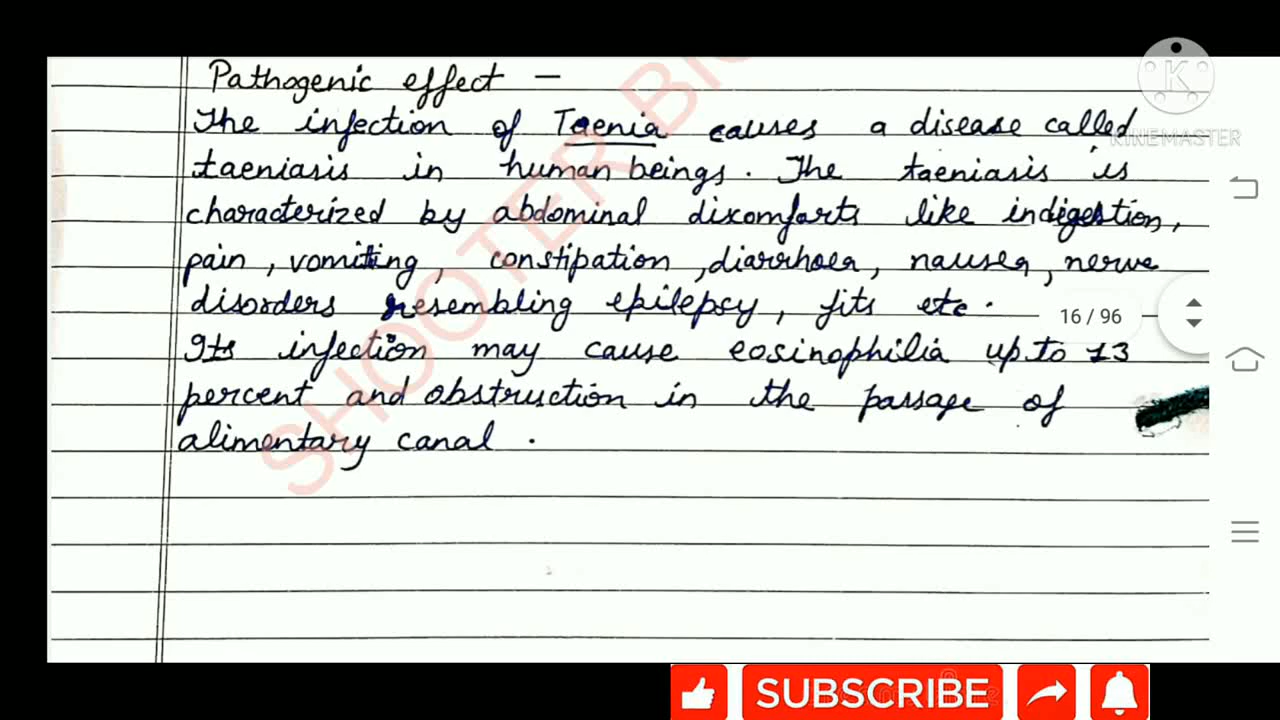 Pathogenic effect –
The infection of Taenia causes a disease called
taeniasis in human beings. The taeniasis is
characterized by abdominal discomforts like indigestion,
pain, vomiting, constipation, diarrhoea, nausea, nerve
disorders resembling epilepsy, fits etc.
Its infection may cause eosinophilia up to 13
percent and obstruction in the passage of
alimentary canal.
SHOOTER BI
K
KINEMASTER
16 / 96
SUBSCRIBE